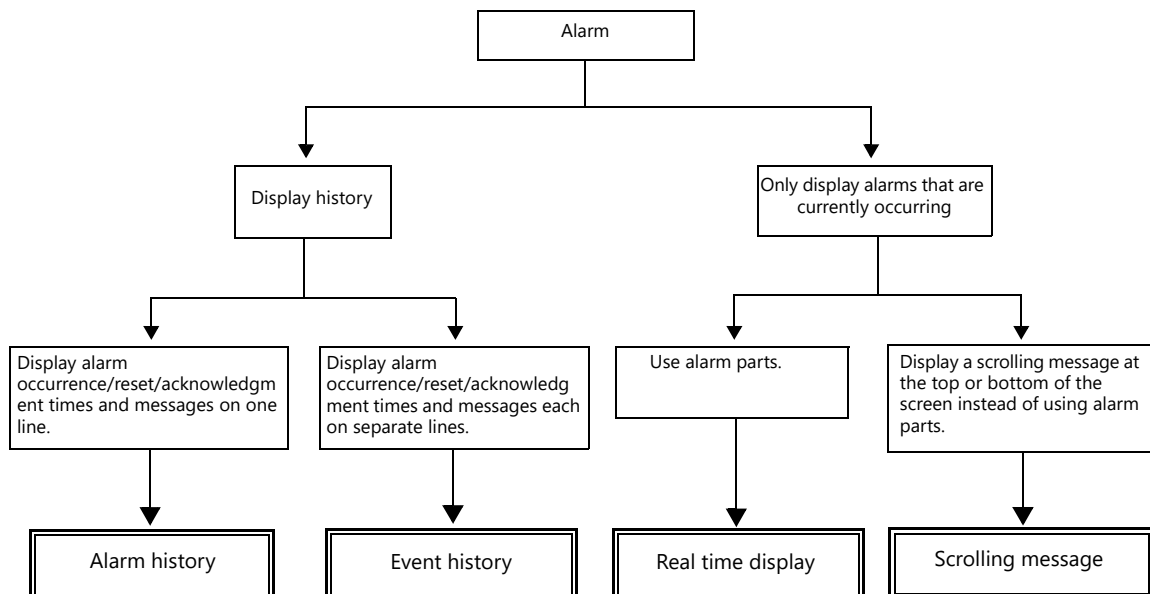 Alarm
Display history
Only display alarms that are
currently occurring
Display alarm
occurrence/reset/acknowledgm
ent times and messages on one
line.
Display alarm
occurrence/reset/acknowledg
ment times and messages each
on separate lines.
Use alarm parts.
Display a scrolling message at
the top or bottom of the
screen instead of using alarm
parts.
Alarm history
Event history
Real time display
Scrolling message